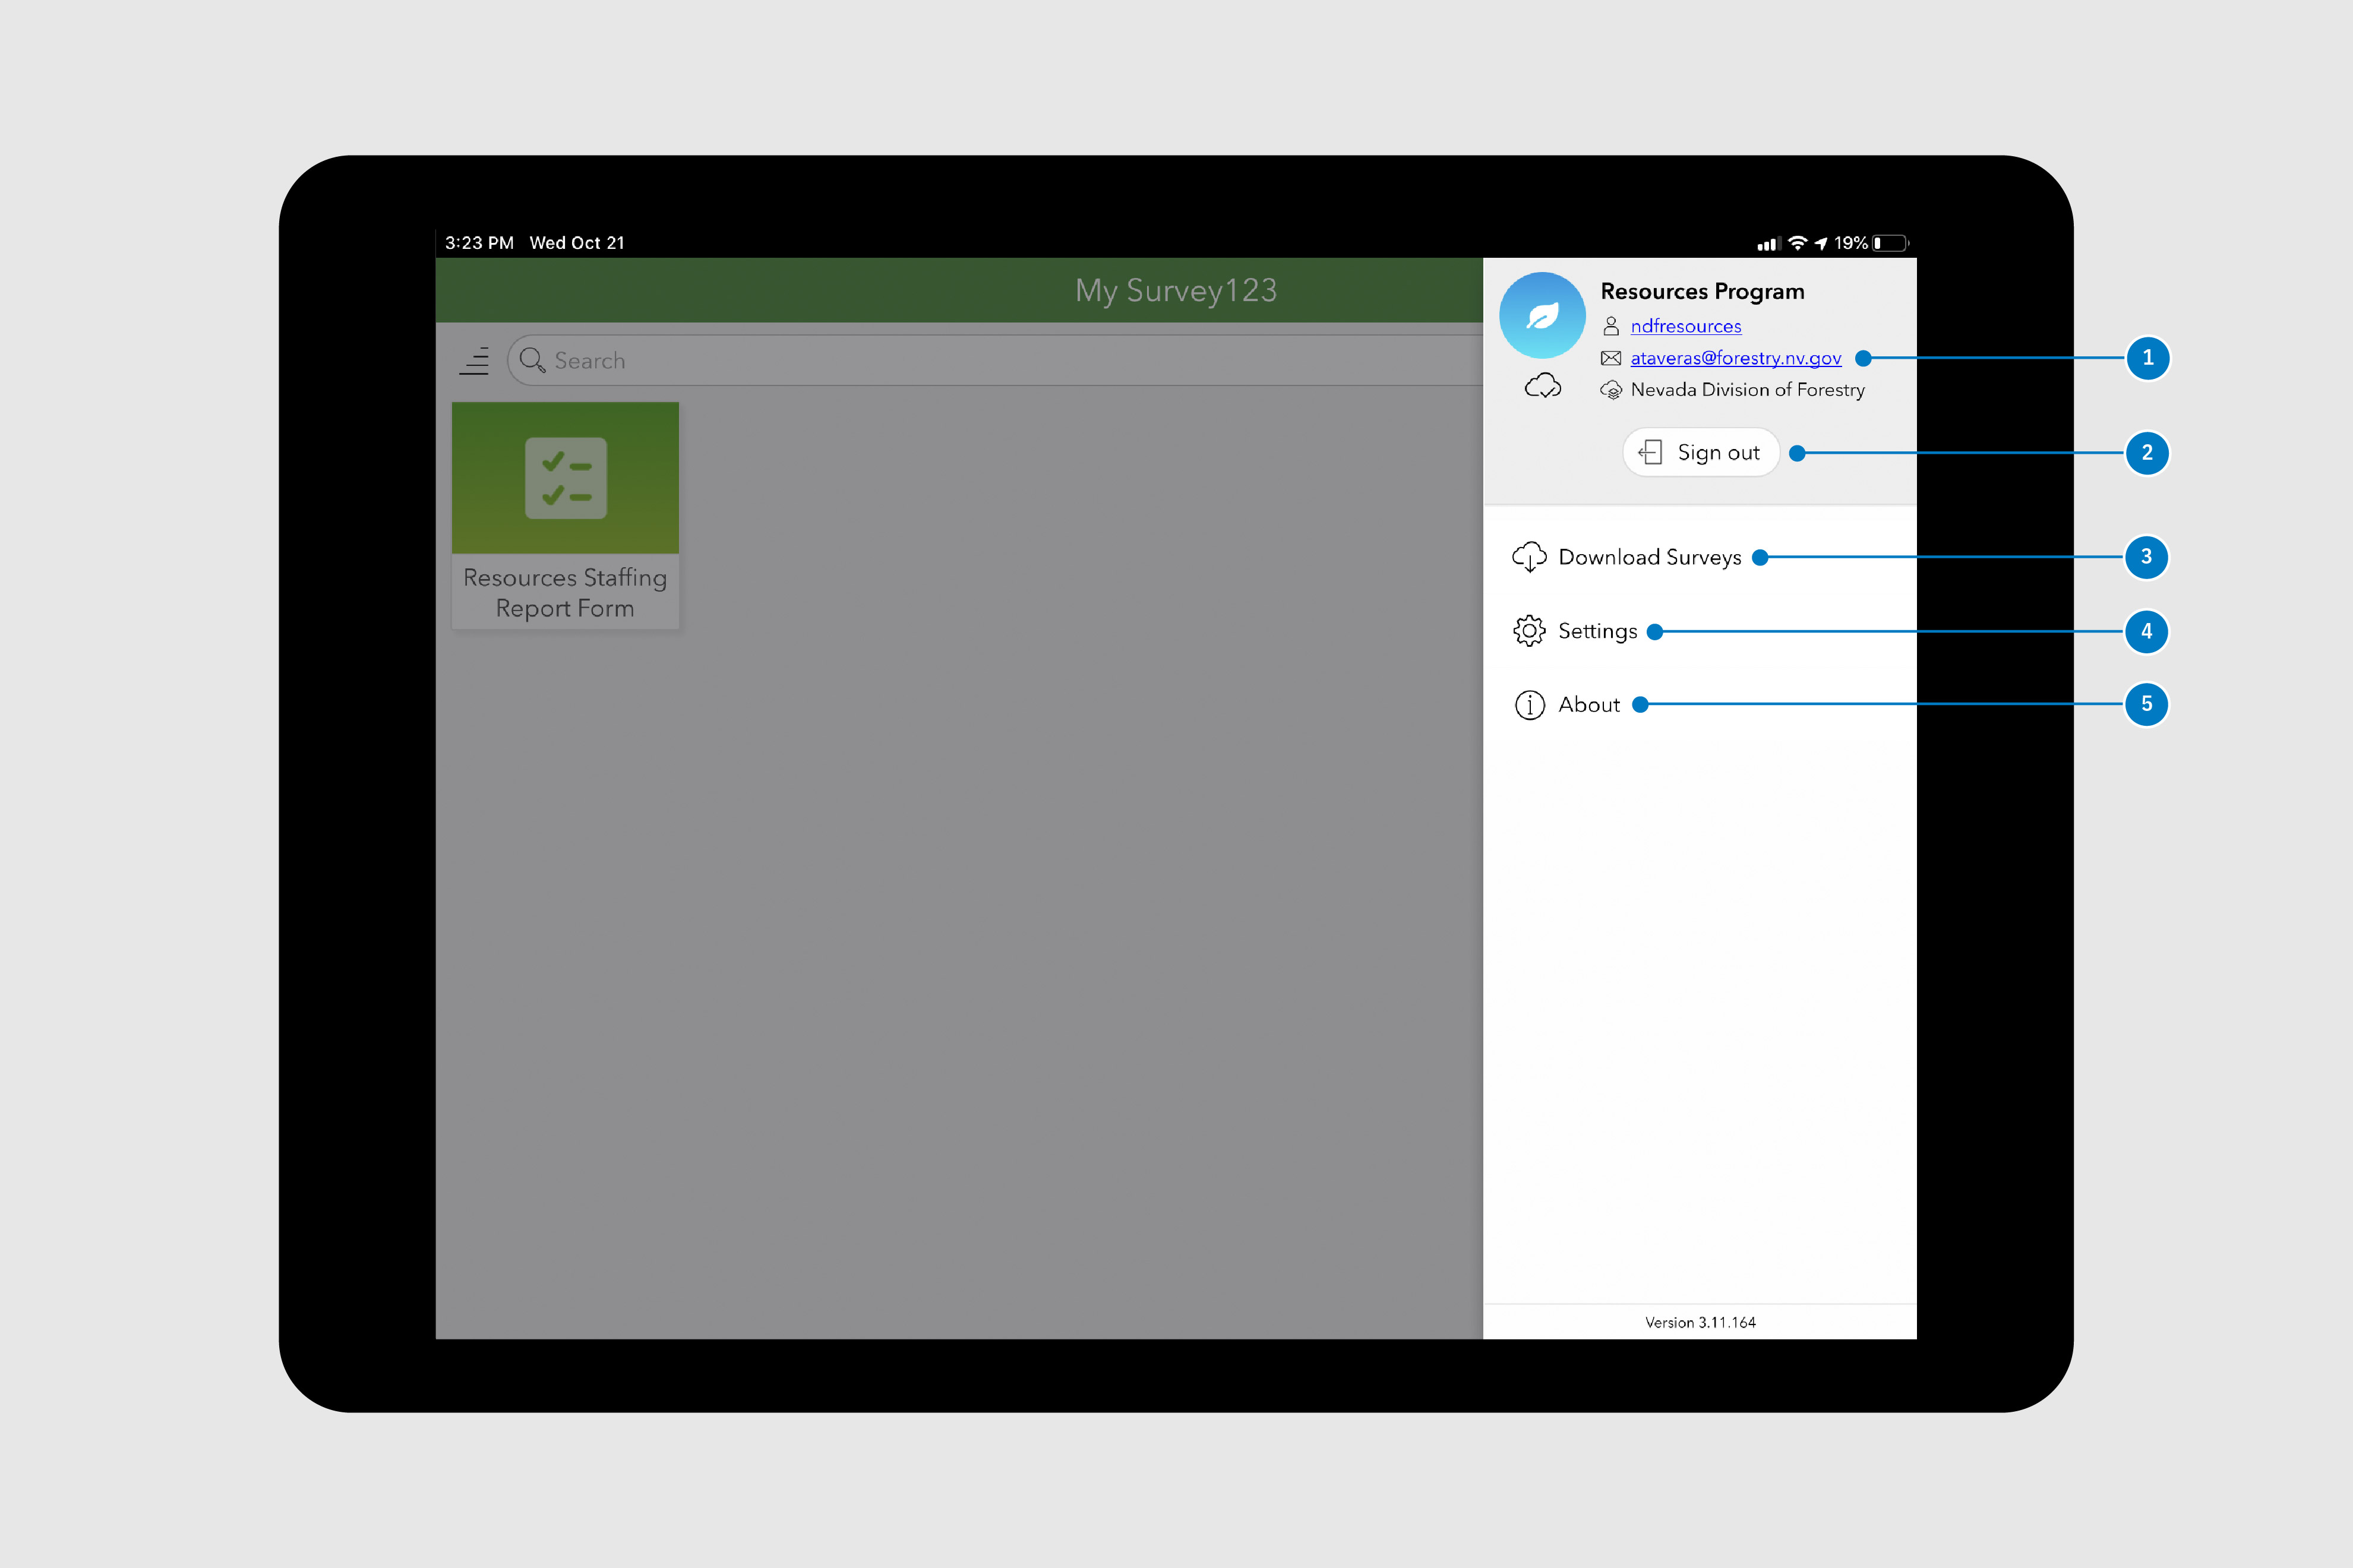 3:23 PM Wed Oct 21
19%
My Survey123
Search
Resources Staffing
Report Form
Resources Program
ndfresources
ataveras@forestry.nv.gov
Nevada Division of Forestry
Sign out
Download Surveys
Settings
About
Version 3.11.164
1
2
3
4
5